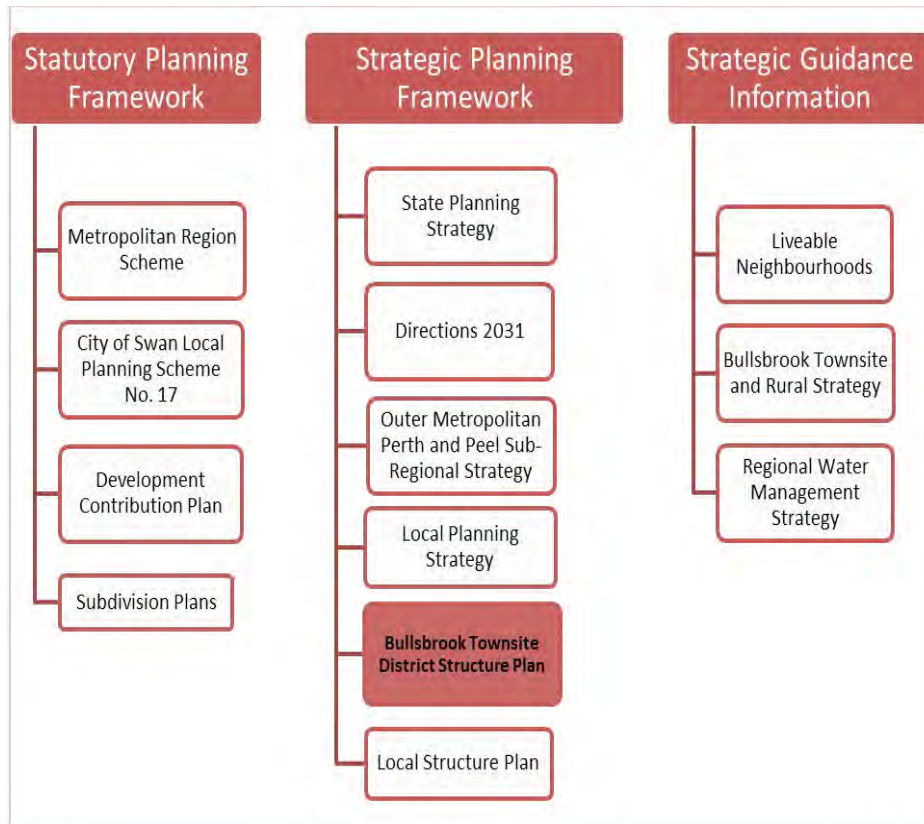 Statutory Planning
Framework
Metropolitan Region
Scheme
City of Swan Local
Planning Scheme
No. 17
Development
Contribution Plan
Subdivision Plans
Strategic Planning
Framework
State Planning
Strategy
Directions 2031
Outer Metropolitan
Perth and Peel Sub-
Regional Strategy
Local Planning
Strategy
Bullsbrook Townsite
District Structure Plan
Local Structure Plan
Strategic Guidance
Information
Liveable
Neighbourhoods
Bullsbrook Townsite
and Rural Strategy
Regional Water
Management
Strategy